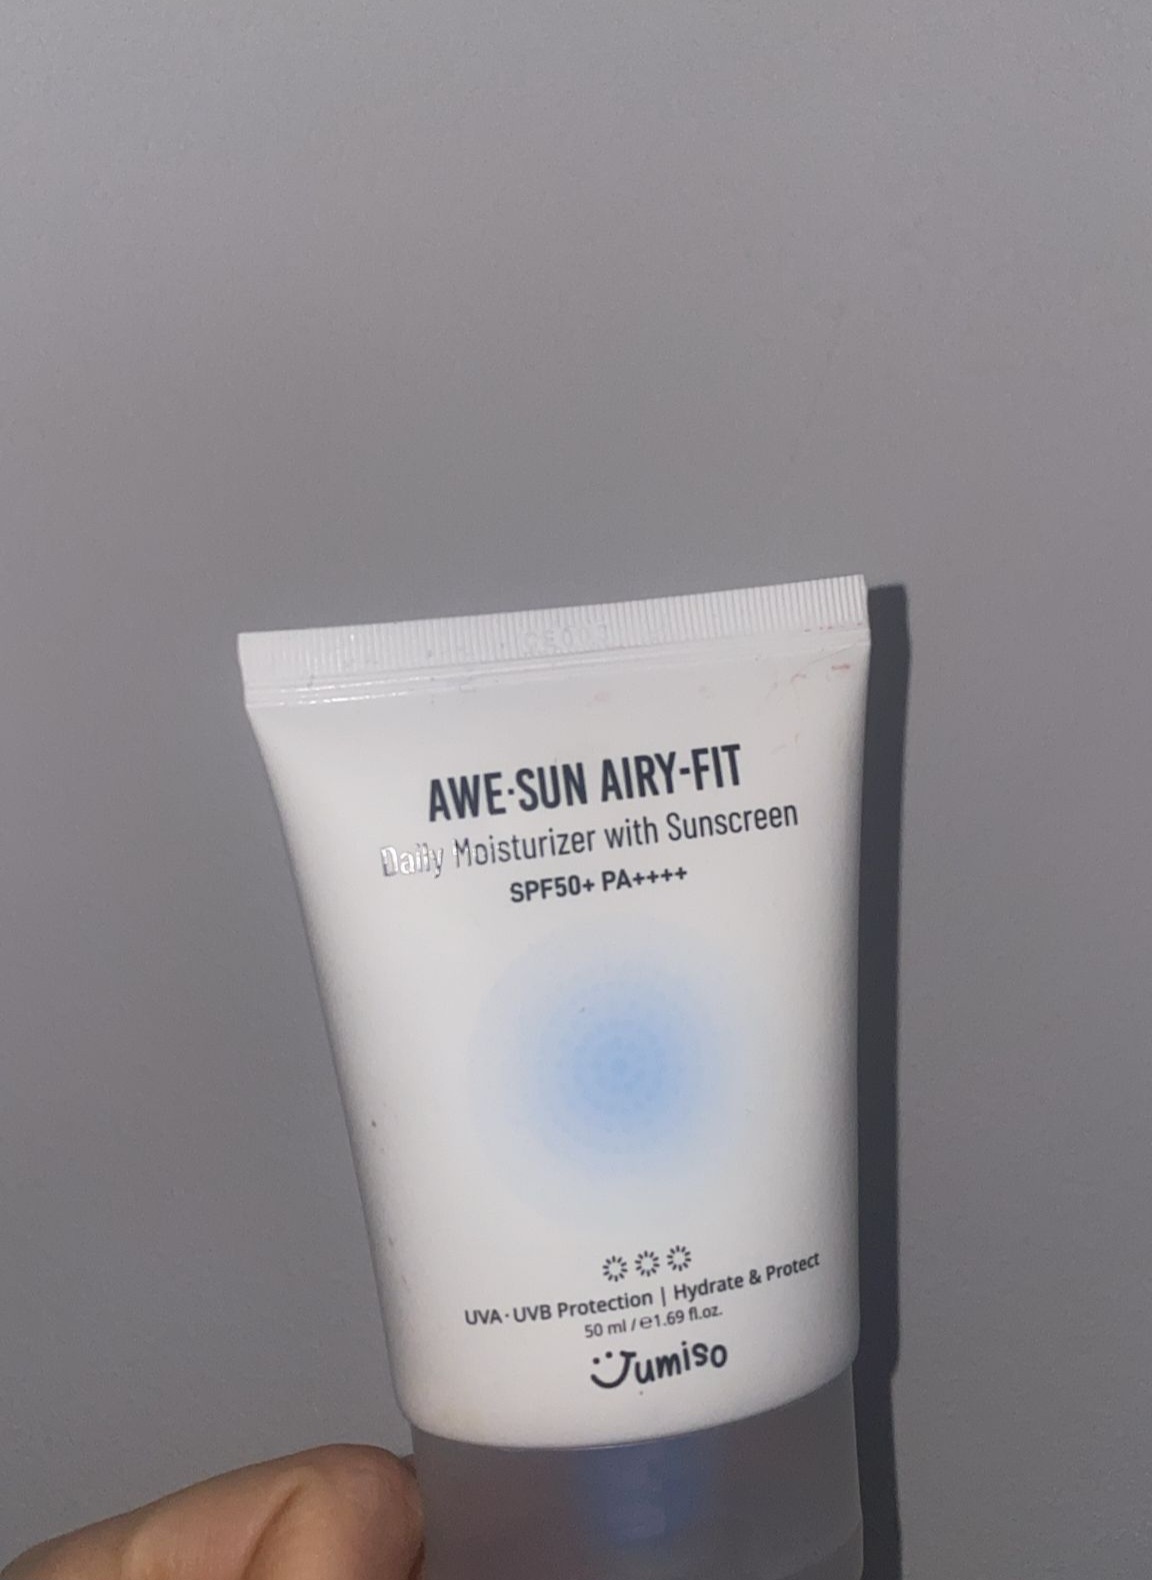 AWE·SUN AIRY-FIT
Daily Moisturizer with Sunscreen
SPF50+ PA++++
UVA·UVB Protection | Hydrate & Protect
50 ml / ℮1.69 fl.oz.
Jumiso